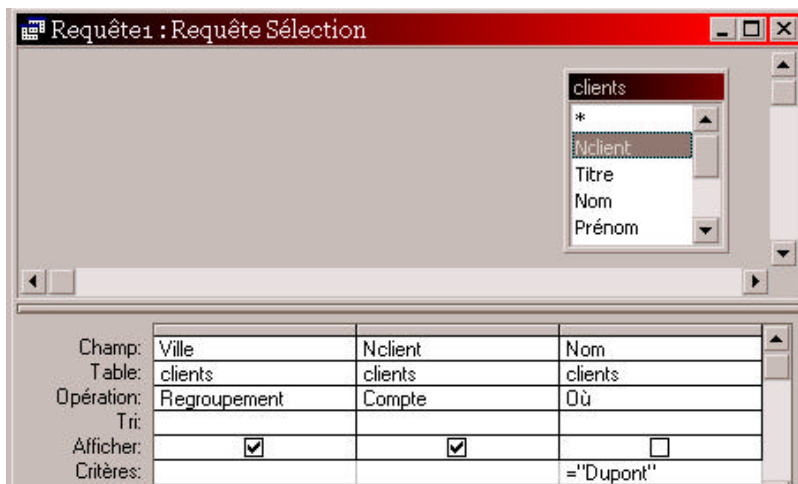 Requête1 : Requête Sélection
clients
*
Nclient
Titre
Nom
Prénom
Champ: Ville Nclient Nom
Table: clients clients clients
Opération: Regroupement Compte Où
Tri:
Afficher:
Critères: ="Dupont"